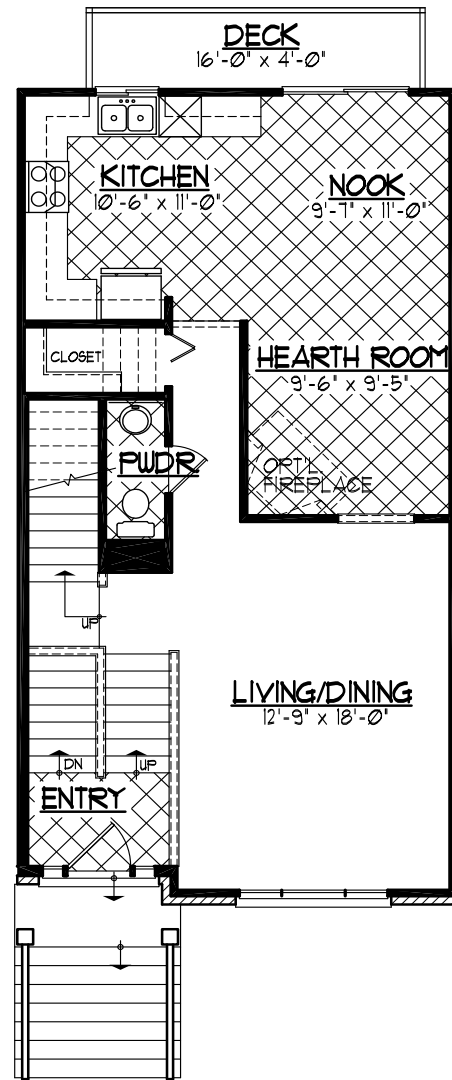 DECK
16'-0" x 4'-0"
KITCHEN
10'-6" x 11'-0"
NOOK
9'-7" x 11'-0"
CLOSET
HEARTH ROOM
9'-6" x 9'-5"
PWDR.
OPT'L
FIREPLACE
UP
LIVING/DINING
12'-9" x 18'-0"
DN
UP
ENTRY